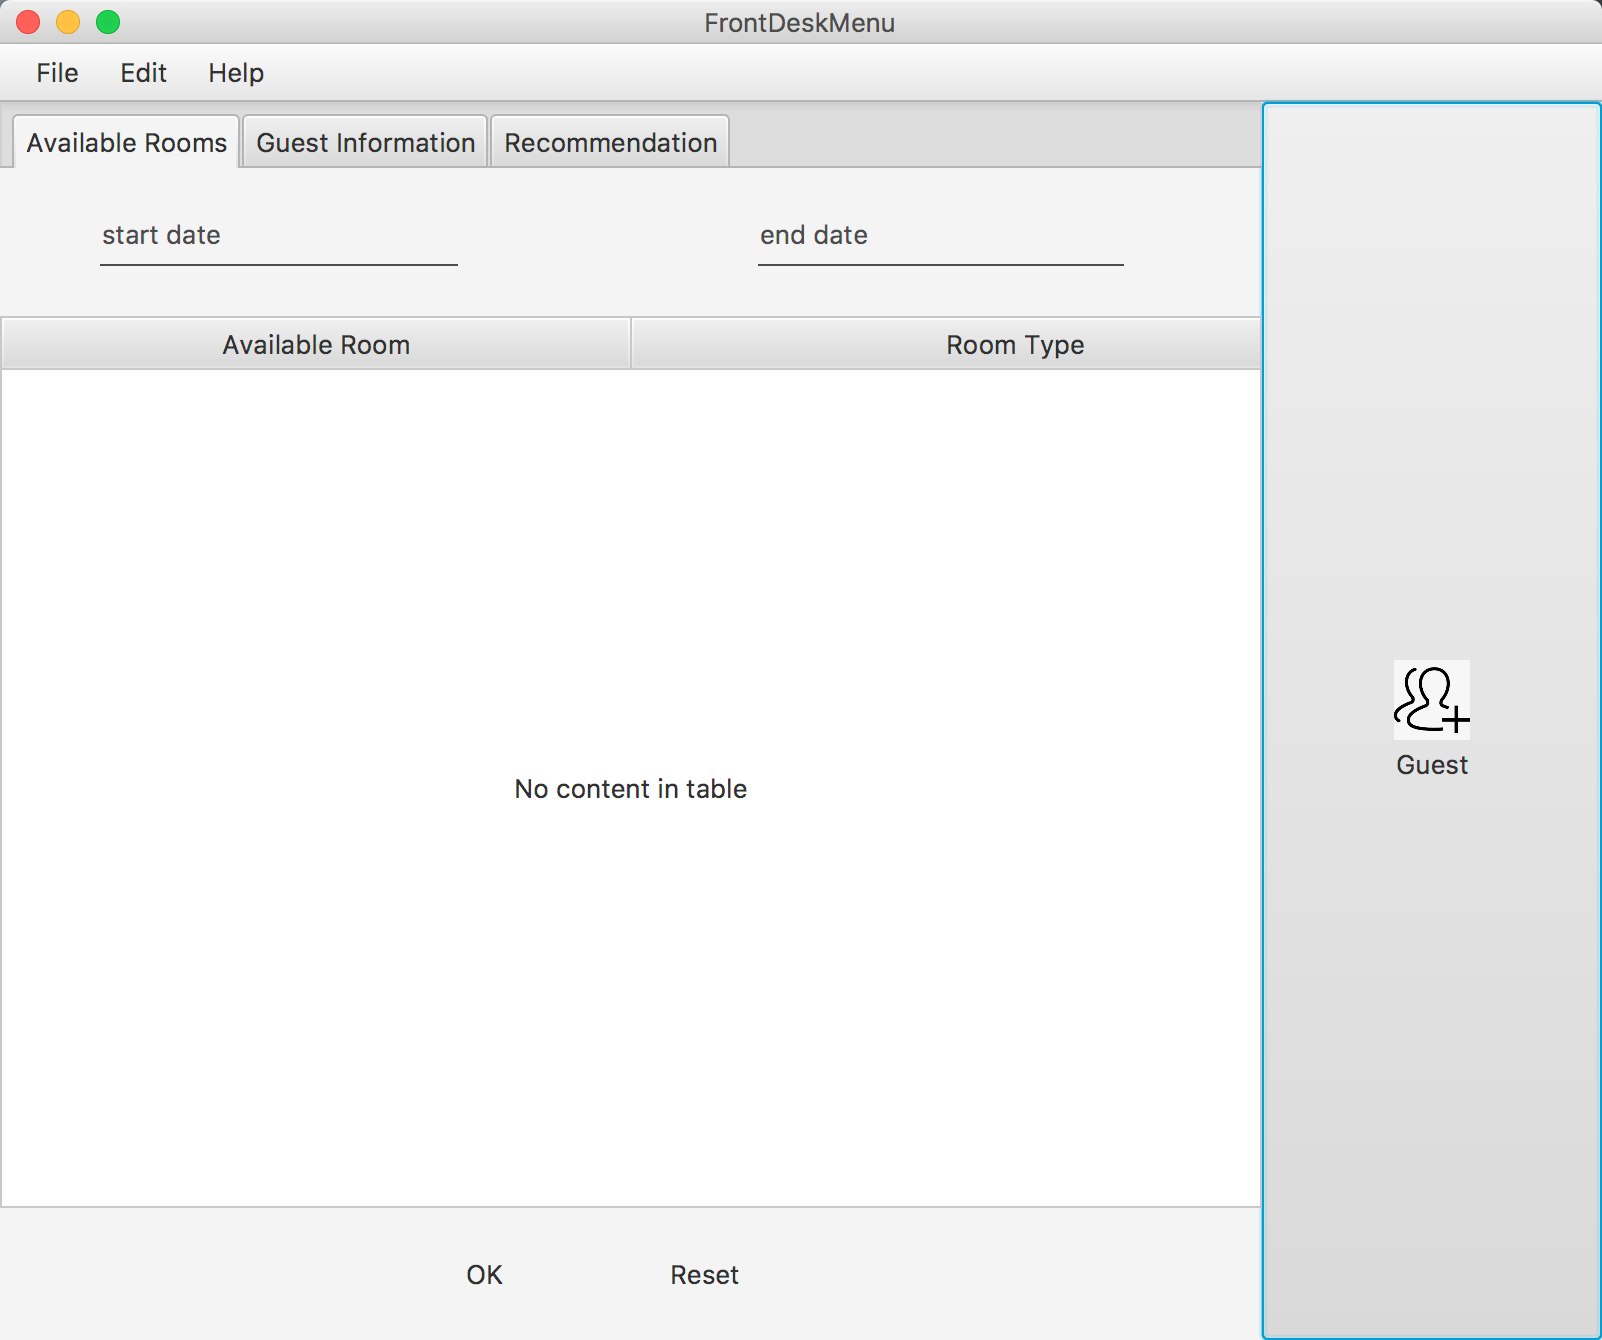 FrontDeskMenu
File Edit Help
Available Rooms Guest Information Recommendation
start date end date
Available Room Room Type
No content in table
Guest
OK Reset